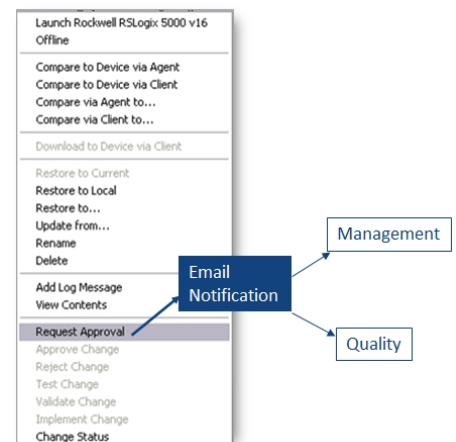 Launch Rockwell RSLogix 5000 v16
Offline
Compare to Device via Agent
Compare to Device via Client
Compare via Agent to...
Compare via Client to...
Download to Device via Client
Restore to Current
Restore to Local
Restore to...
Update from...
Rename
Delete
Add Log Message
View Contents
Request Approval
Approve Change
Reject Change
Test Change
Validate Change
Implement Change
Change Status
Email
Notification
Management
Quality